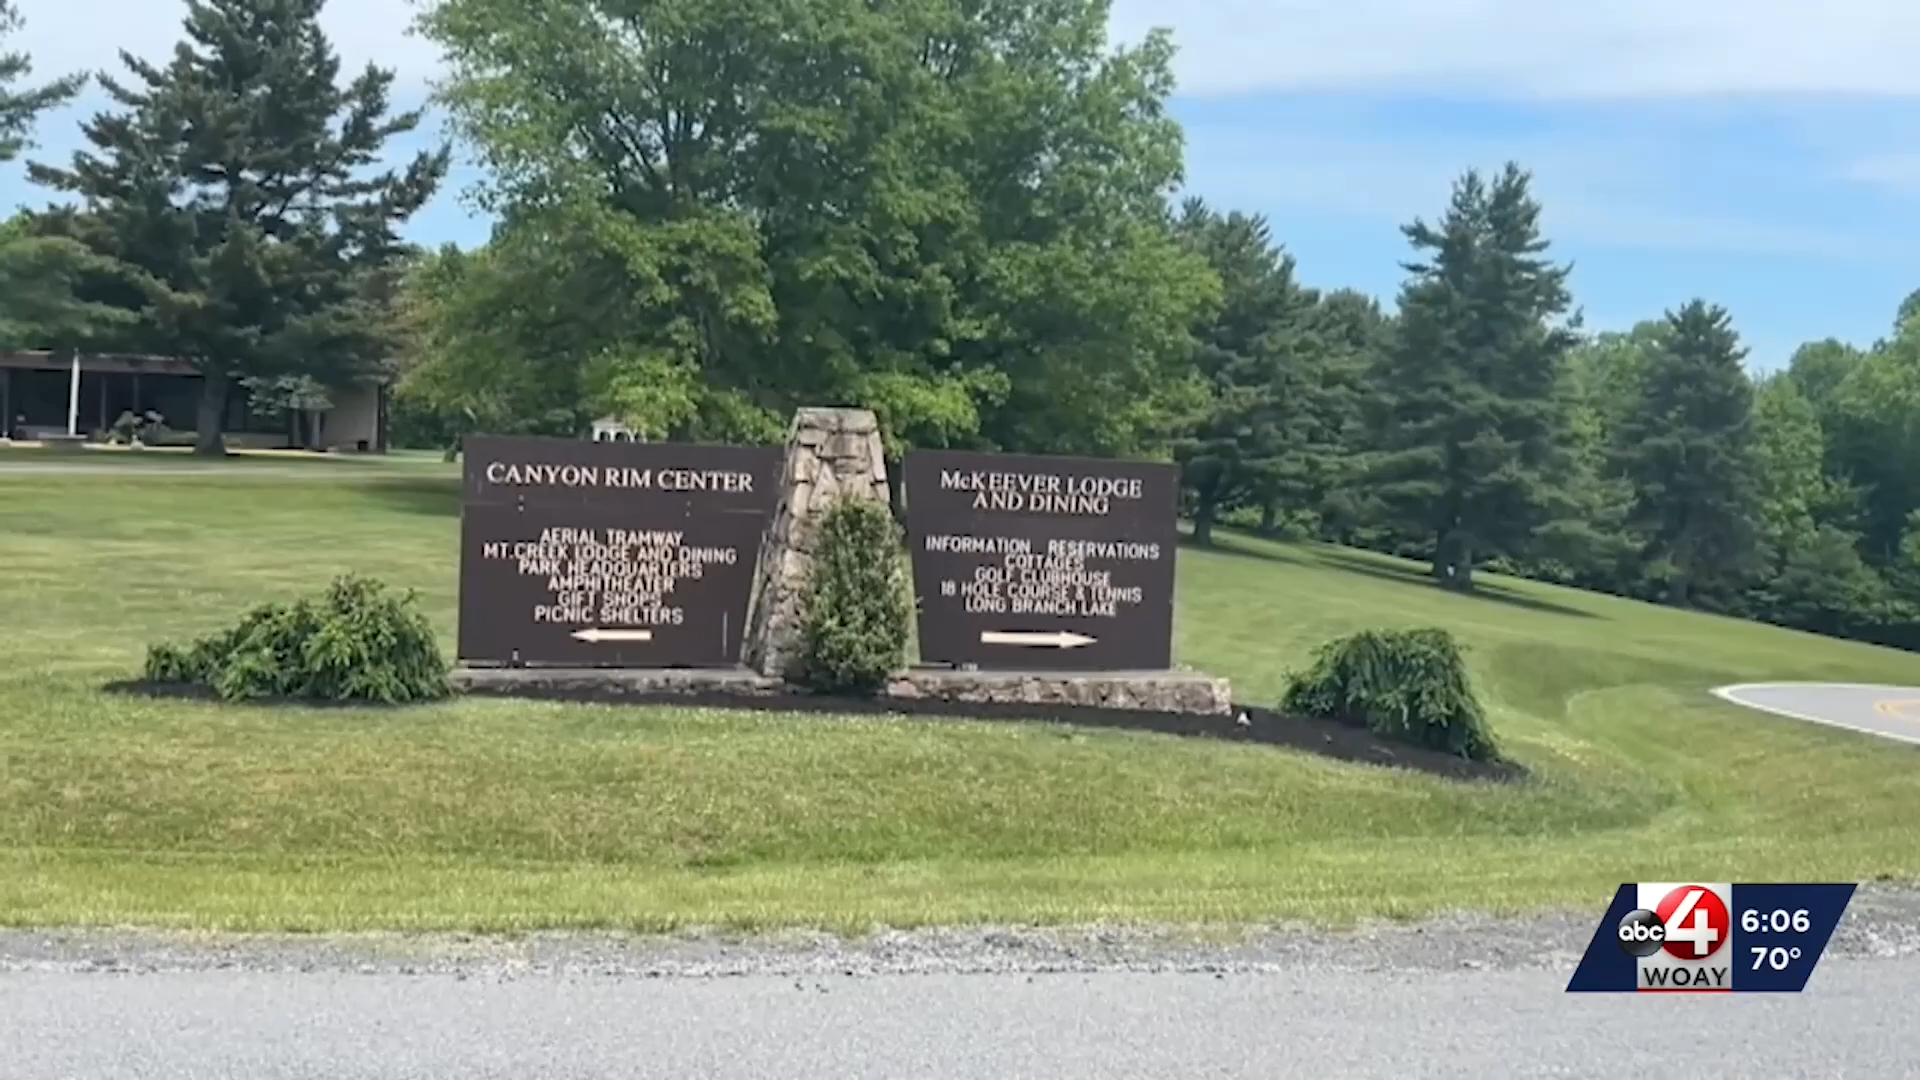 CANYON RIM CENTER
AERIAL TRAMWAY
MT. CREEK LODGE AND DINING
PARK HEADQUARTERS
AMPHITHEATER
GIFT SHOPS
PICNIC SHELTERS
McKEEVER LODGE
AND DINING
INFORMATION RESERVATIONS
COTTAGES
GOLF CLUBHOUSE
18 HOLE COURSE & TENNIS
LONG BRANCH LAKE
abc 4
WOAY
6:06
70°